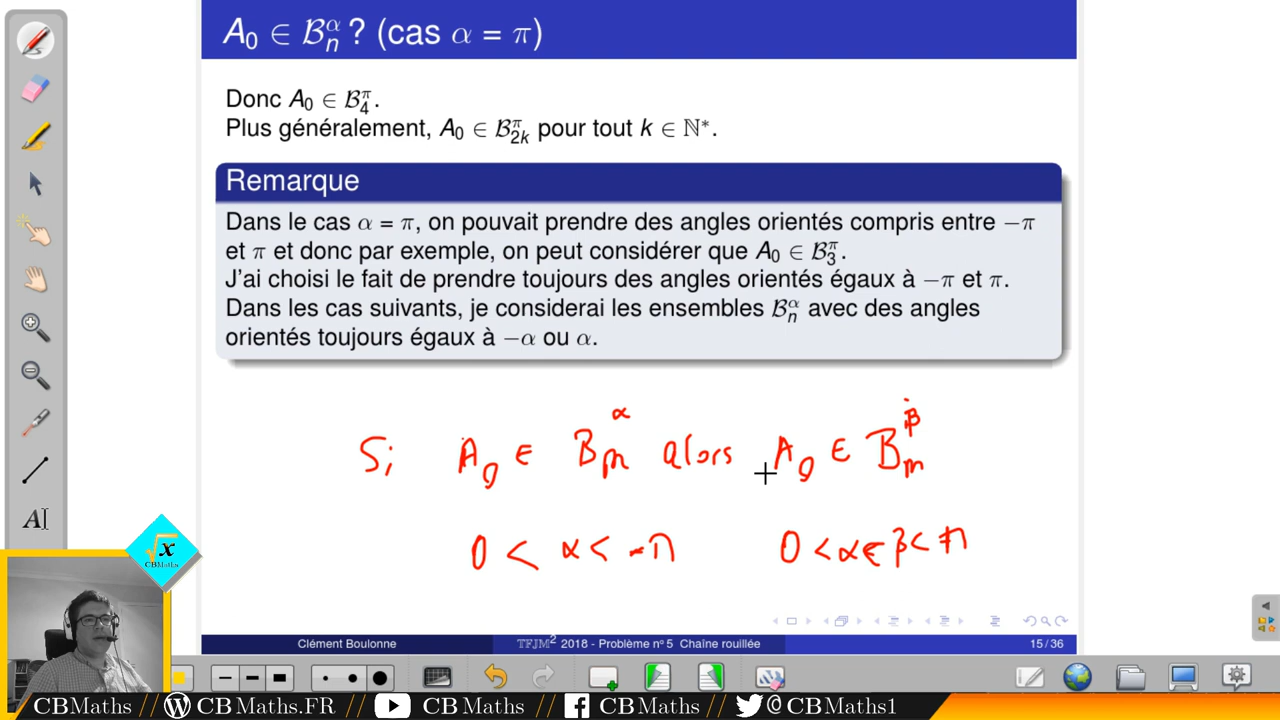 A₀ ∈ 𝓑ₙ^α ? (cas α = π)
Donc A₀ ∈ 𝓑₄^π.
Plus généralement, A₀ ∈ 𝓑₂ₖ^π pour tout k ∈ ℕ*.
Remarque
Dans le cas α = π, on pouvait prendre des angles orientés compris entre −π
et π et donc par exemple, on peut considérer que A₀ ∈ 𝓑₃^π.
J'ai choisi le fait de prendre toujours des angles orientés égaux à −π et π.
Dans les cas suivants, je considerai les ensembles 𝓑ₙ^α avec des angles
orientés toujours égaux à −α ou α.
Si A₀ ∈ Bₙ^α alors A₀ ∈ Bₙ^β
0 < α < π 0 < α ≤ β < π
AI
√x
CBMaths
Clément Boulonne TFJM² 2018 - Problème nº 5 Chaîne rouillée 15 / 36
CBMaths CBMaths.FR CBMaths CBMaths @CBMaths1